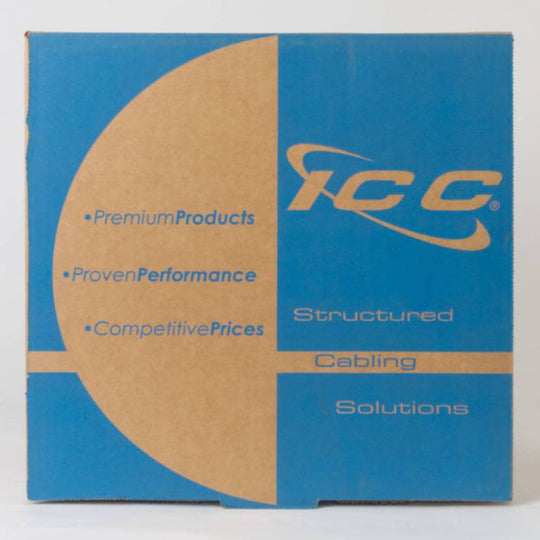 •PremiumProducts
•ProvenPerformance
•CompetitivePrices
ICC®
Structured
Cabling
Solutions